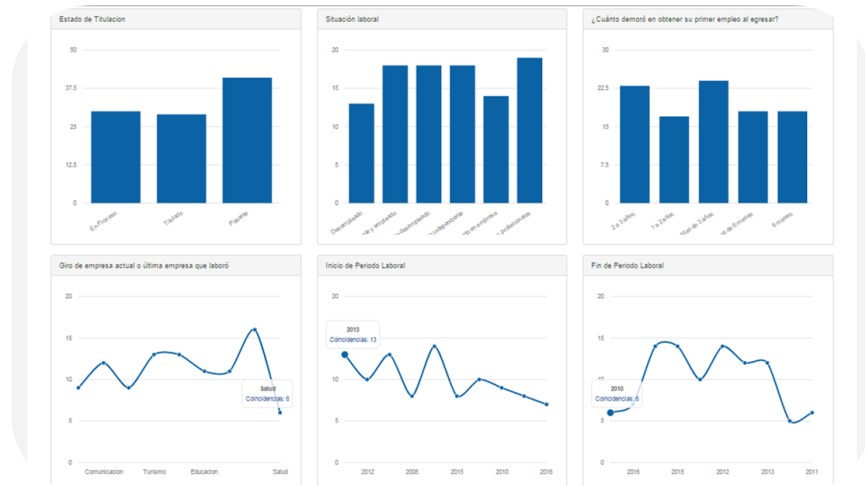 Estado de Titulacion
50
37.5
25
12.5
0
En Proceso
Titulado
Pasante
Situación laboral
20
15
10
5
0
Desempleado
¿Cuánto demoró en obtener su primer empleo al egresar?
30
22.5
15
7.5
0
2 a 3 años
1 a 2 años
6 meses
Giro de empresa actual o última empresa que laboró
20
15
10
5
0
Salud
Coincidencias: 6
Comunicacion
Turismo
Educacion
Salud
Inicio de Periodo Laboral
20
15
10
5
0
2013
Coincidencias: 13
2012
2008
2015
2010
2016
Fin de Periodo Laboral
20
15
10
5
0
2010
Coincidencias: 6
2016
2015
2012
2013
2011